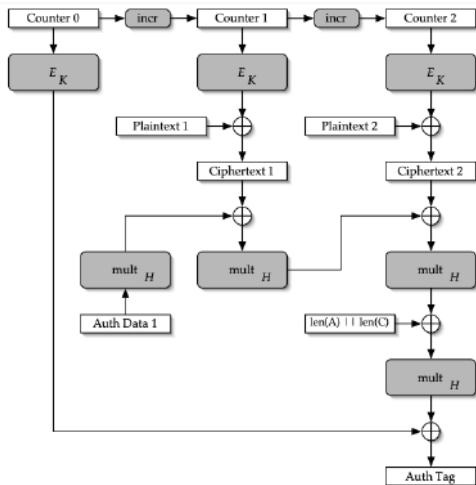 Counter 0
incr
Counter 1
incr
Counter 2
E K
E K
E K
Plaintext 1
Plaintext 2
Ciphertext 1
Ciphertext 2
mult H
mult H
mult H
Auth Data 1
len(A) || len(C)
mult H
Auth Tag